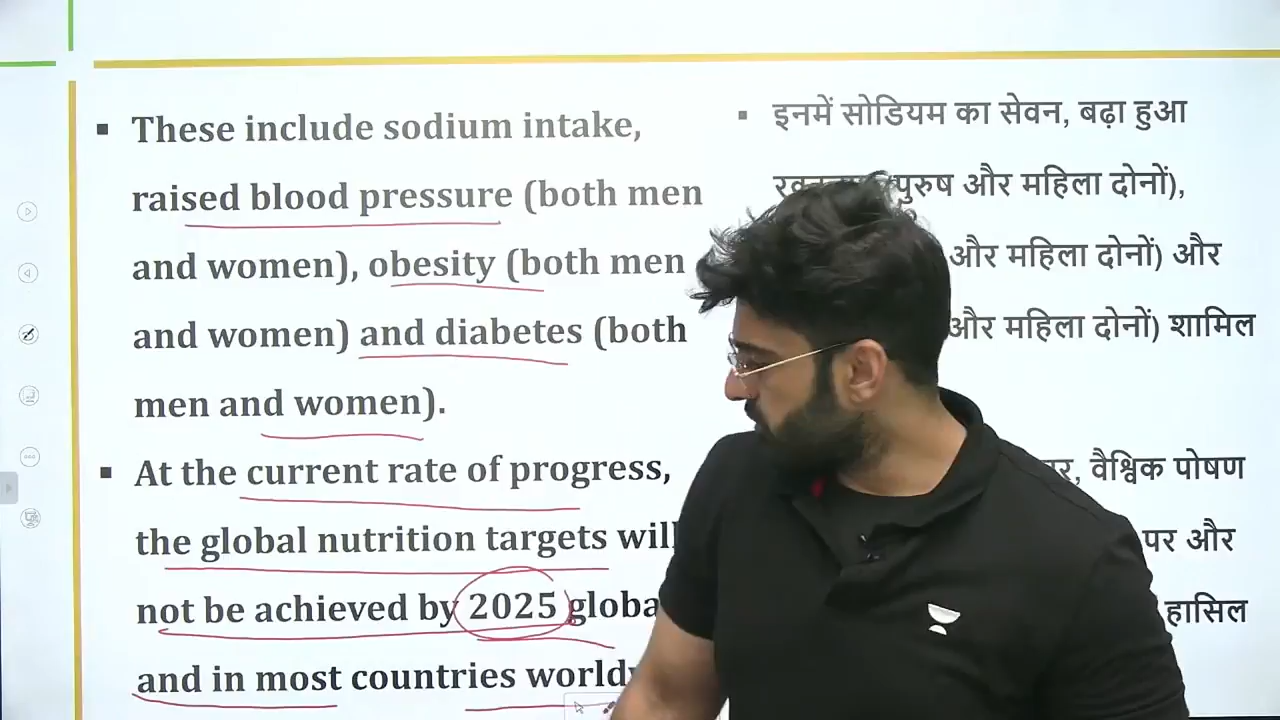 These include sodium intake,
raised blood pressure (both men
and women), obesity (both men
and women) and diabetes (both
men and women).
At the current rate of progress,
the global nutrition targets will
not be achieved by 2025
and in most countries
इनमें सोडियम का सेवन, बढ़ा हुआ
पुरुष और महिला दोनों),
और महिला दोनों) और
और महिला दोनों) शामिल
वैश्विक पोषण
पर और
हासिल